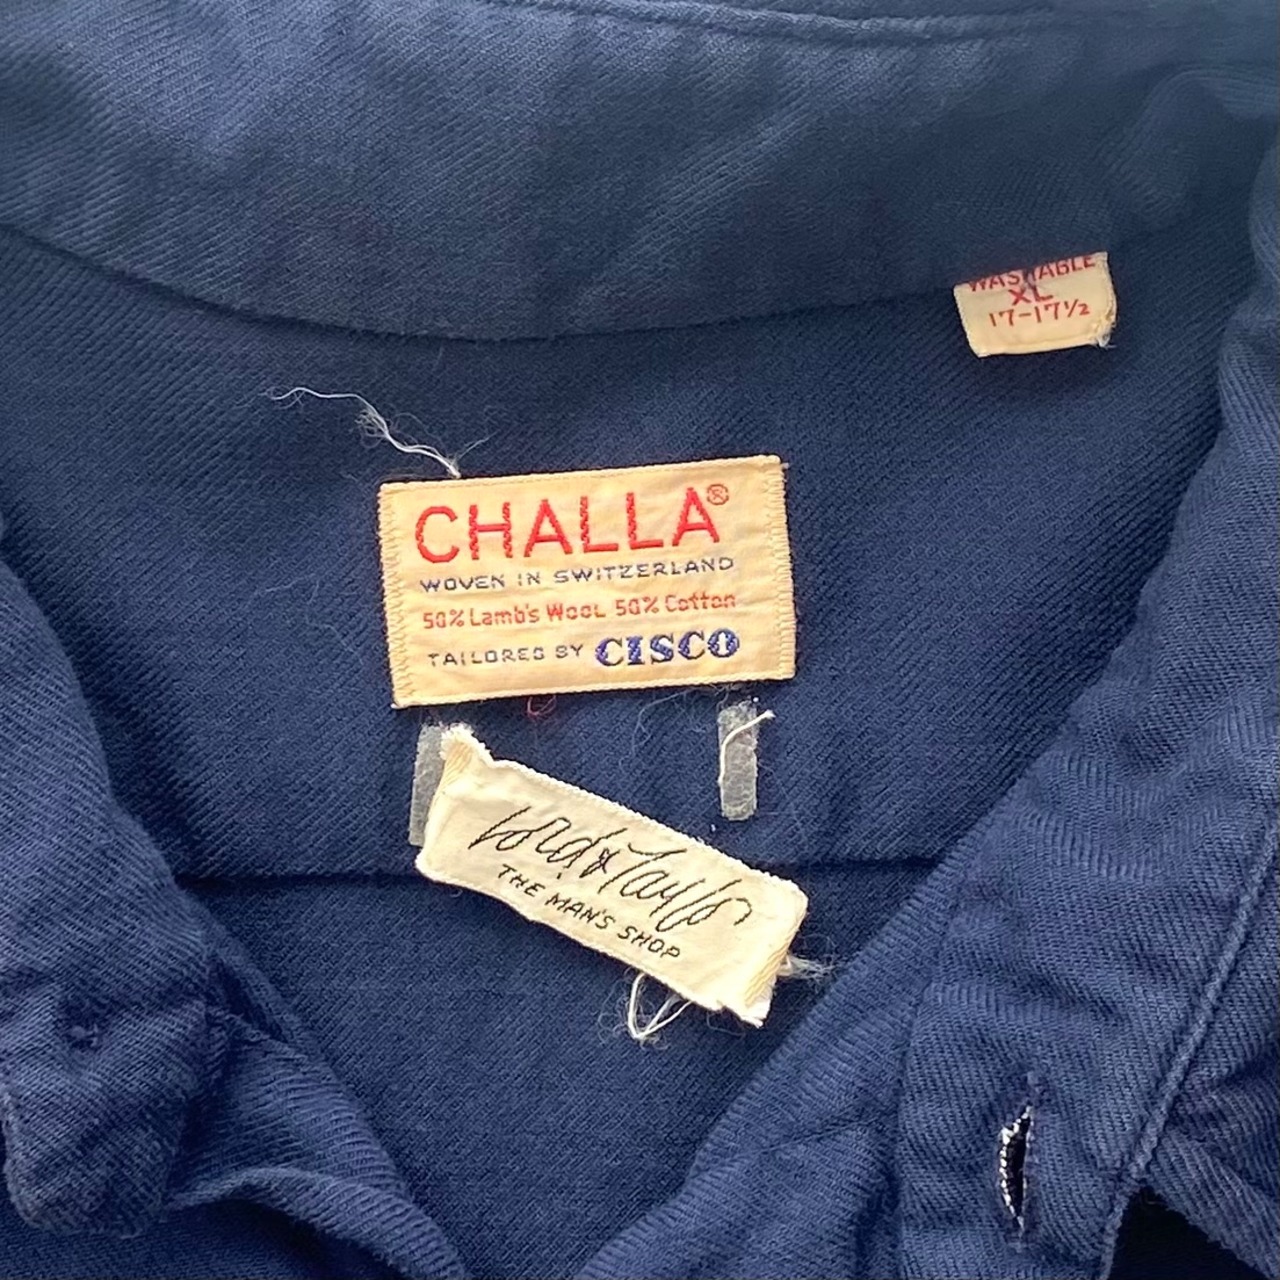 WASHABLE
XL
17-17½
CHALLA®
WOVEN IN SWITZERLAND
50% Lamb's Wool 50% Cotton
TAILORED BY CISCO
Lord & Taylor
THE MAN'S SHOP